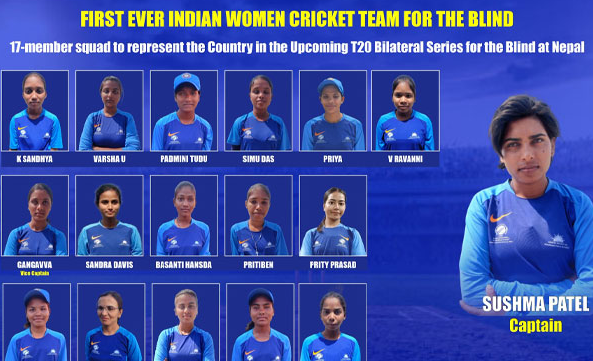 FIRST EVER INDIAN WOMEN CRICKET TEAM FOR THE BLIND
17-member squad to represent the Country in the Upcoming T20 Bilateral Series for the Blind at Nepal
K SANDHYA
VARSHA U
PADMINI TUDU
SIMU DAS
PRIYA
V RAVANNI
GANGAVVA
Vice Captain
SANDRA DAVIS
BASANTI HANSDA
PRITIBEN
PRITY PRASAD
SUSHMA PATEL
Captain